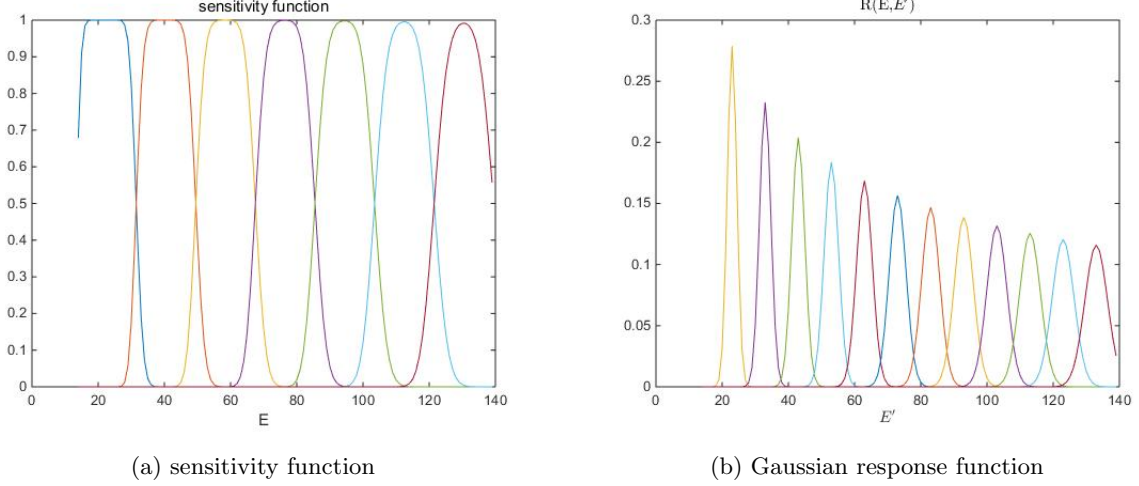 sensitivity function
1
0.9
0.8
0.7
0.6
0.5
0.4
0.3
0.2
0.1
0
0 20 40 60 80 100 120 140
E
R(E,E′)
0.3
0.25
0.2
0.15
0.1
0.05
0
0 20 40 60 80 100 120 140
E′
(a) sensitivity function
(b) Gaussian response function